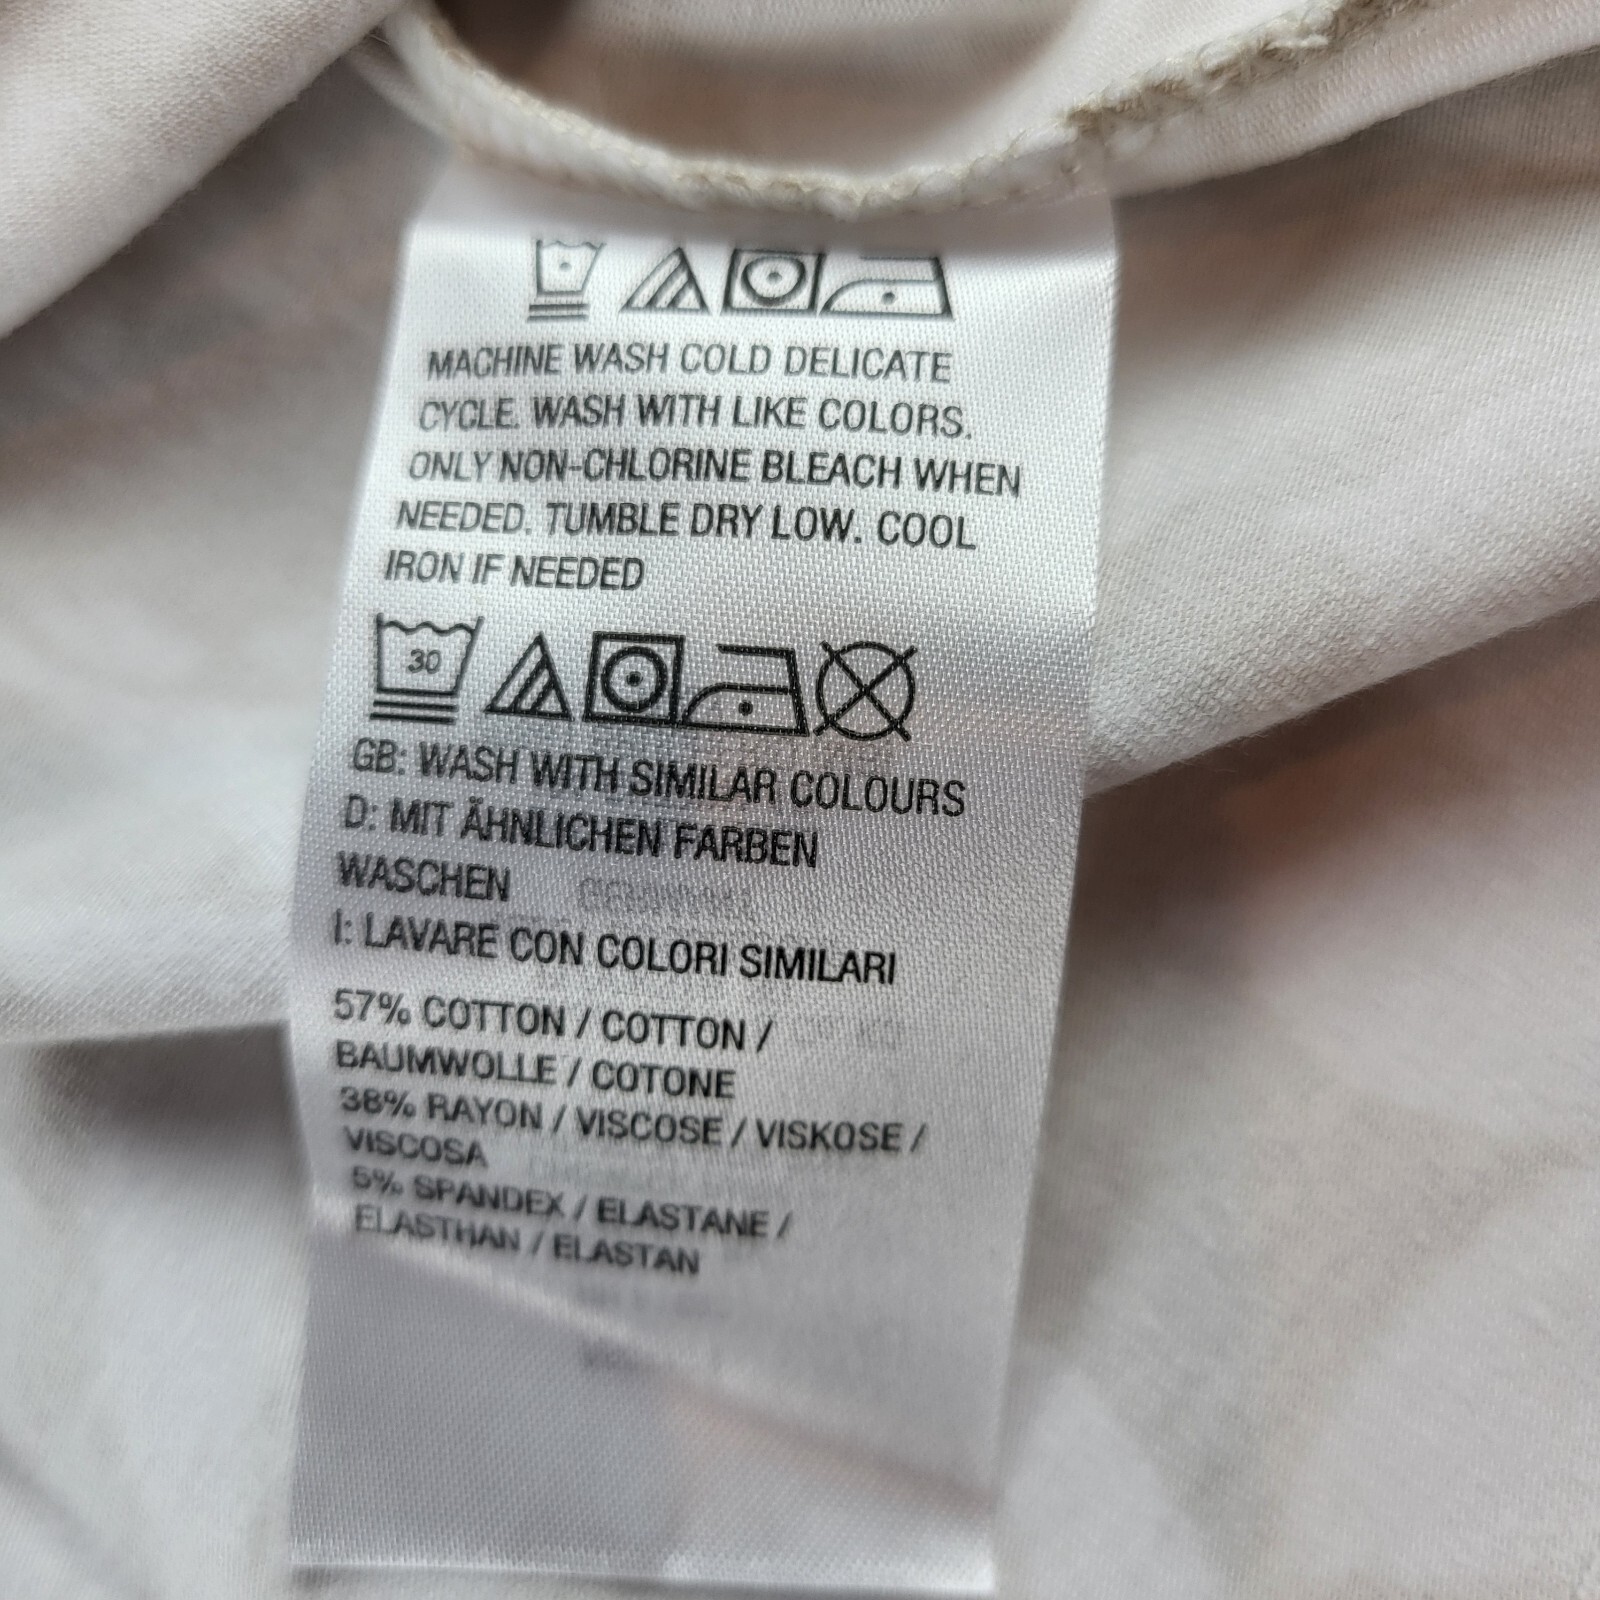 MACHINE WASH COLD DELICATE
CYCLE. WASH WITH LIKE COLORS.
ONLY NON-CHLORINE BLEACH WHEN
NEEDED. TUMBLE DRY LOW. COOL
IRON IF NEEDED
30
GB: WASH WITH SIMILAR COLOURS
D: MIT ÄHNLICHEN FARBEN
WASCHEN
I: LAVARE CON COLORI SIMILARI
57% COTTON / COTTON /
BAUMWOLLE / COTONE
38% RAYON / VISCOSE / VISKOSE /
VISCOSA
5% SPANDEX / ELASTANE /
ELASTHAN / ELASTAN